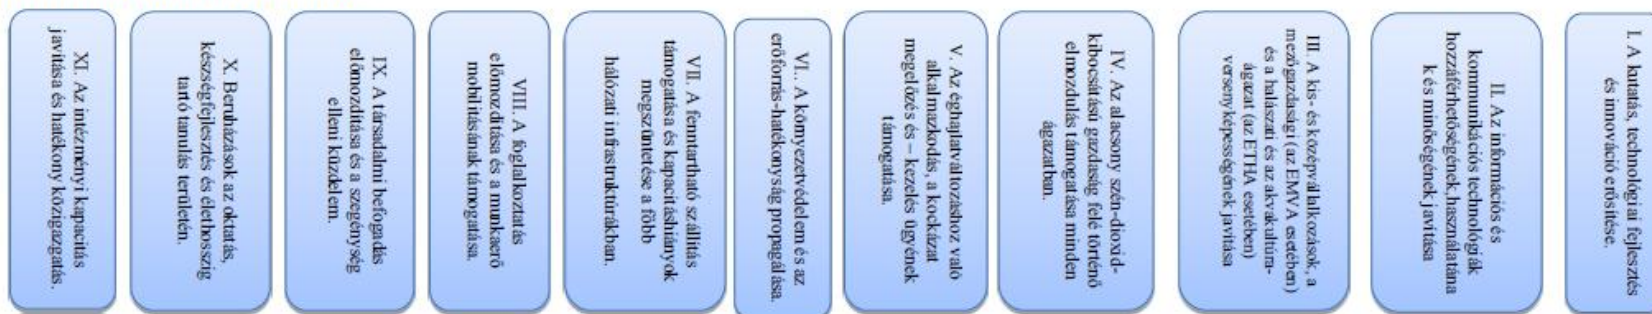 I. A kutatás, technológiai fejlesztés
és innováció erősítése.
II. Az információs és
kommunikációs technológiák
hozzáférhetőségének,használatána
k és minőségének javítása
III. A kis- és középvállalkozások, a
mezőgazdasági (az EMVA esetében)
és a halászati és az akvakultúra-
ágazat (az ETHA esetében)
versenyképességének javítása
IV. Az alacsony szén-dioxid-
kibocsátású gazdaság felé történő
elmozdulás támogatása minden
ágazatban.
V. Az éghajlatváltozáshoz való
alkalmazkodás, a kockázat
megelőzés és – kezelés ügyének
támogatása.
VI.. A környezetvédelem és az
erőforrás-hatékonyság propagálása.
VII. A fenntartható szállítás
támogatása és kapacitáshiányok
megszüntetése a főbb
hálózati infrastruktúrákban.
VIII. A foglalkoztatás
előmozdítása és a munkaerő
mobilitásának támogatása.
IX. A társadalmi befogadás
előmozdítása és a szegénység
elleni küzdelem.
X. Beruházások az oktatás,
készségfejlesztés és élethosszig
tartó tanulás területén.
XI. Az intézményi kapacitás
javítása és hatékony közigazgatás.